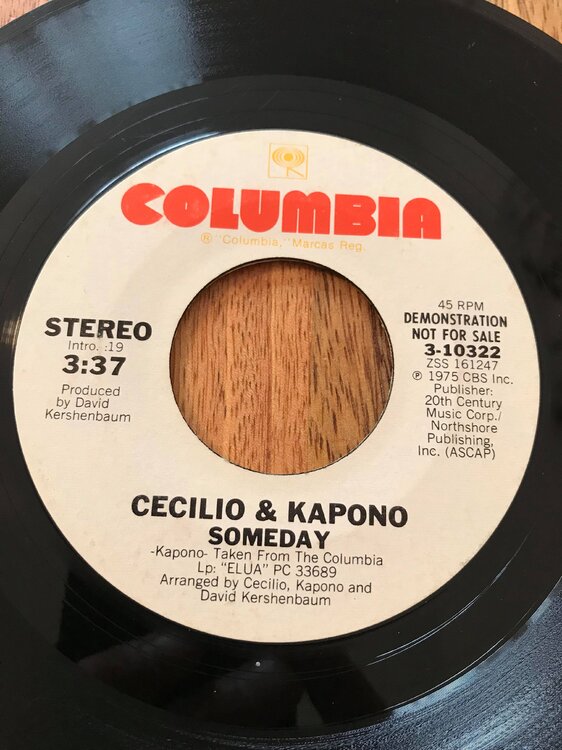 COLUMBIA
® "Columbia," Marcas Reg.
STEREO
Intro. :19
3:37
Produced
by David
Kershenbaum
45 RPM
DEMONSTRATION
NOT FOR SALE
3-10322
ZSS 161247
℗ 1975 CBS Inc.
Publisher:
20th Century
Music Corp./
Northshore
Publishing,
Inc. (ASCAP)
CECILIO & KAPONO
SOMEDAY
-Kapono- Taken From The Columbia
Lp: "ELUA" PC 33689
Arranged by Cecilio, Kapono and
David Kershenbaum